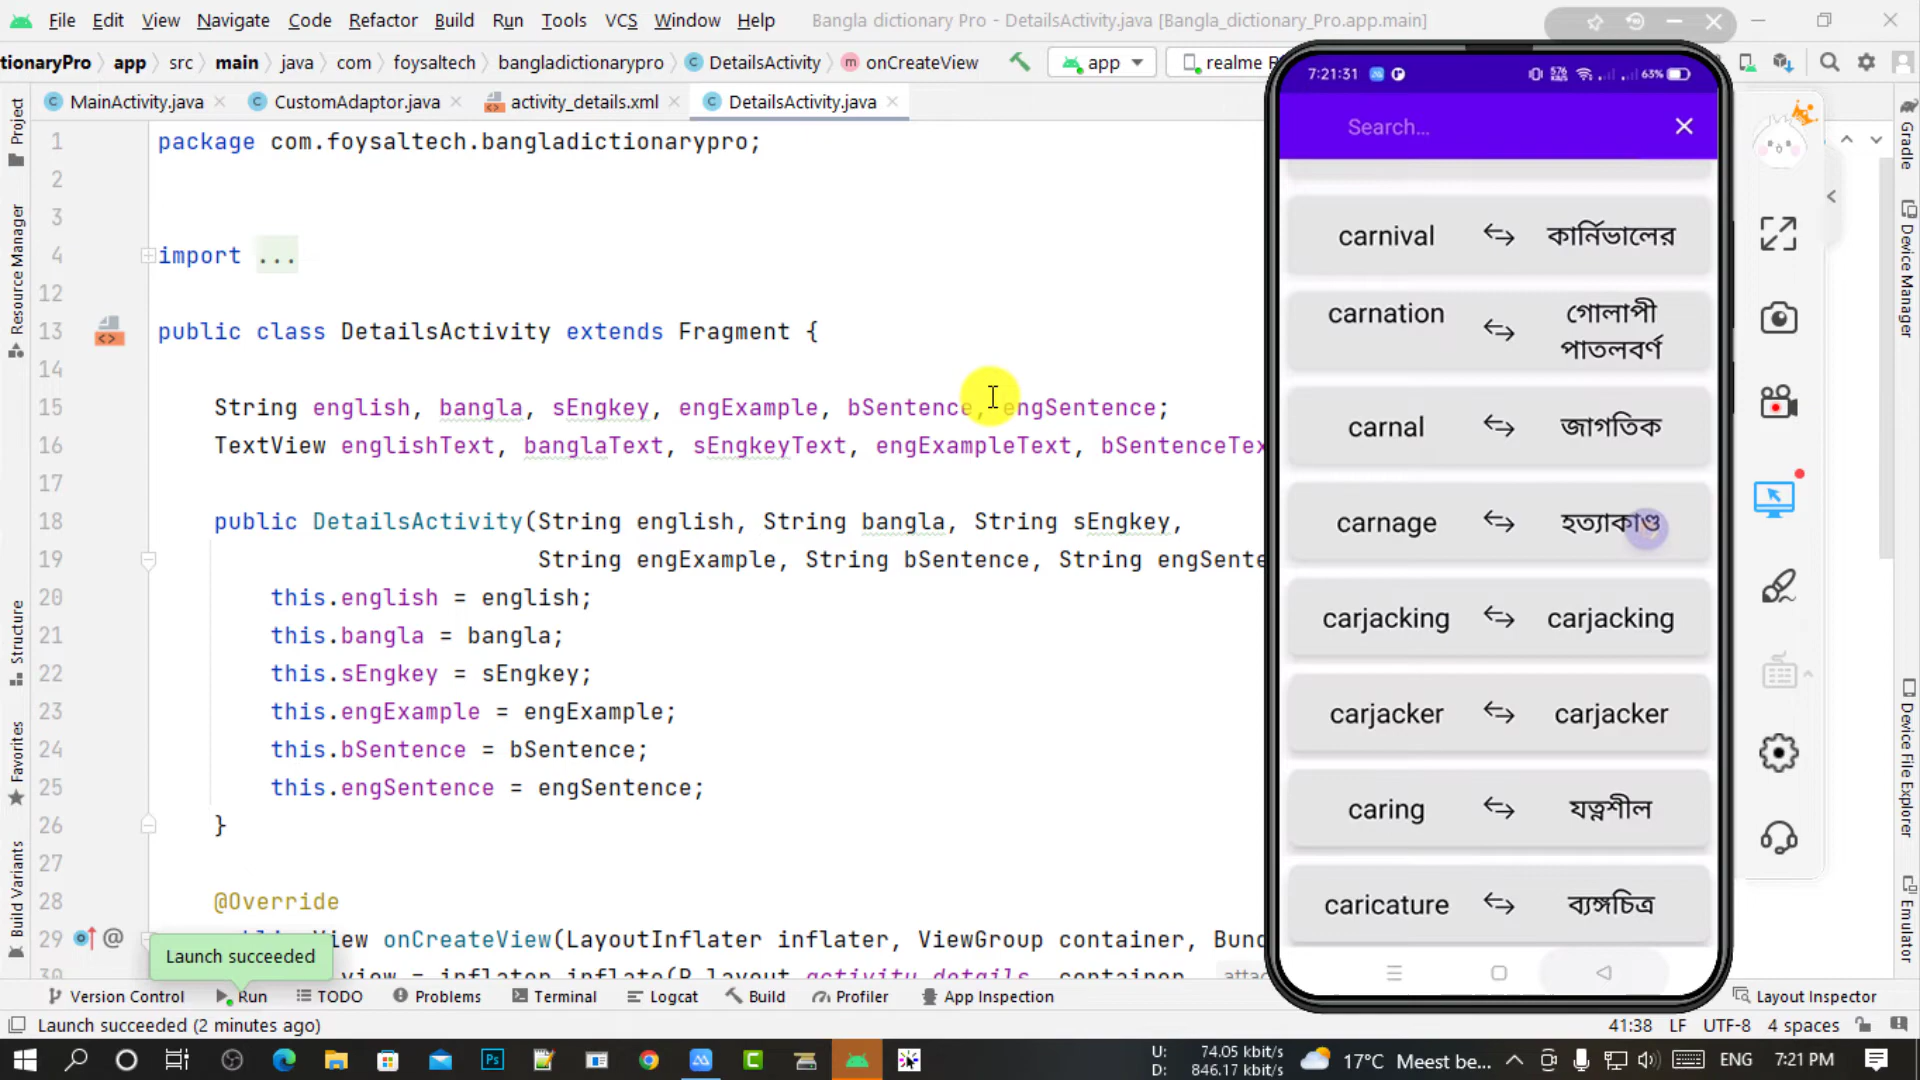 File Edit View Navigate Code Refactor Build Run Tools VCS Window Help Bangla dictionary Pro - DetailsActivity.java [Bangla_dictionary_Pro.app.main]
tionaryPro app src main java com foysaltech bangladictionarypro DetailsActivity onCreateView app realme
MainActivity.java CustomAdaptor.java activity_details.xml DetailsActivity.java
1 package com.foysaltech.bangladictionarypro;
2
3
4 import ...
12
13 public class DetailsActivity extends Fragment {
14
15 String english, bangla, sEngkey, engExample, bSentence, engSentence;
16 TextView englishText, banglaText, sEngkeyText, engExampleText, bSentenceTex
17
18 public DetailsActivity(String english, String bangla, String sEngkey,
19 String engExample, String bSentence, String engSente
20 this.english = english;
21 this.bangla = bangla;
22 this.sEngkey = sEngkey;
23 this.engExample = engExample;
24 this.bSentence = bSentence;
25 this.engSentence = engSentence;
26 }
27
28 @Override
29 View onCreateView(LayoutInflater inflater, ViewGroup container, Bun
30 view = inflater.inflate(R.layout.activity_details, container,
Launch succeeded
Project
Resource Manager
Structure
Favorites
Build Variants
7:21:31 63%
Search...
carnival কার্নিভালের
carnation গোলাপী
পাতলবর্ণ
carnal জাগতিক
carnage হত্যাকাণ্ড
carjacking carjacking
carjacker carjacker
caring যত্নশীল
caricature ব্যঙ্গচিত্র
Gradle
Device Manager
Device File Explorer
Emulator
Version Control Run TODO Problems Terminal Logcat Build Profiler App Inspection Layout Inspector
Launch succeeded (2 minutes ago) 41:38 LF UTF-8 4 spaces
U: 74.05 kbit/s
D: 846.17 kbit/s
17°C Meest be... ENG 7:21 PM